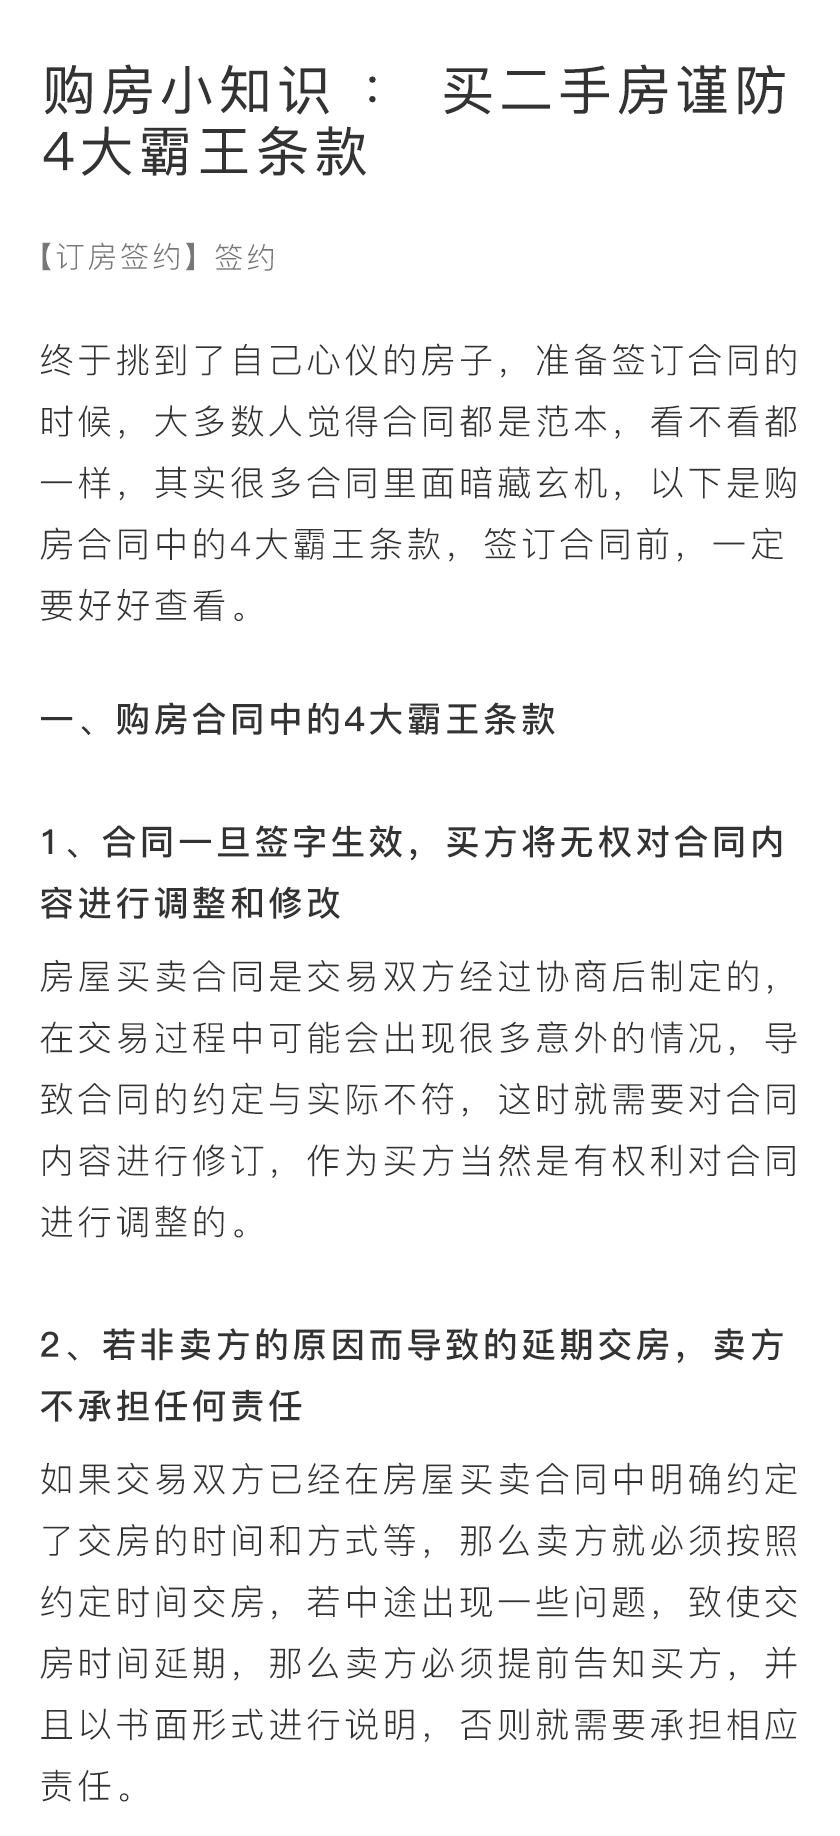 购房小知识 ： 买二手房谨防
4大霸王条款
【订房签约】签约
终于挑到了自己心仪的房子，准备签订合同的
时候，大多数人觉得合同都是范本，看不看都
一样，其实很多合同里面暗藏玄机，以下是购
房合同中的4大霸王条款，签订合同前，一定
要好好查看。
一、购房合同中的4大霸王条款
1、合同一旦签字生效，买方将无权对合同内
容进行调整和修改
房屋买卖合同是交易双方经过协商后制定的，
在交易过程中可能会出现很多意外的情况，导
致合同的约定与实际不符，这时就需要对合同
内容进行修订，作为买方当然是有权利对合同
进行调整的。
2、若非卖方的原因而导致的延期交房，卖方
不承担任何责任
如果交易双方已经在房屋买卖合同中明确约定
了交房的时间和方式等，那么卖方就必须按照
约定时间交房，若中途出现一些问题，致使交
房时间延期，那么卖方必须提前告知买方，并
且以书面形式进行说明，否则就需要承担相应
责任。